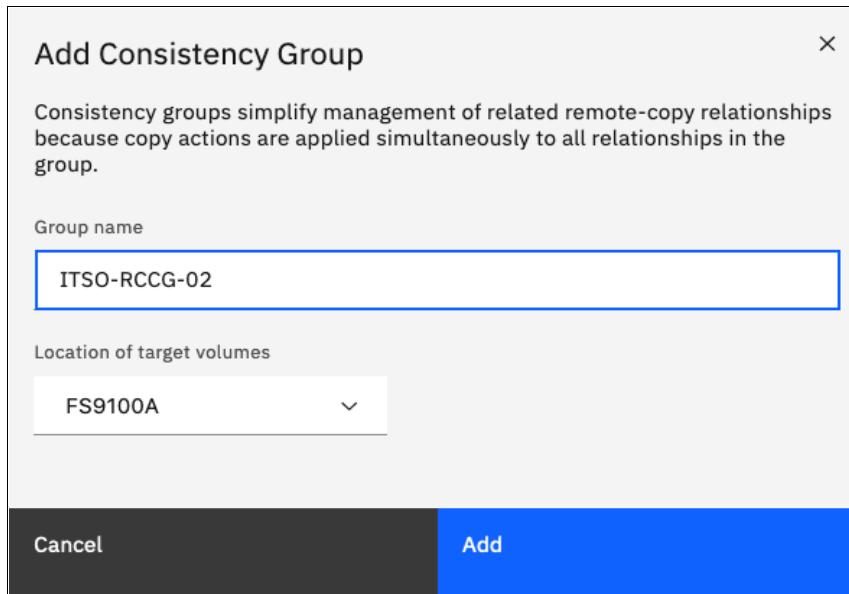 Add Consistency Group
Consistency groups simplify management of related remote-copy relationships
because copy actions are applied simultaneously to all relationships in the
group.
Group name
ITSO-RCCG-02
Location of target volumes
FS9100A
Cancel
Add